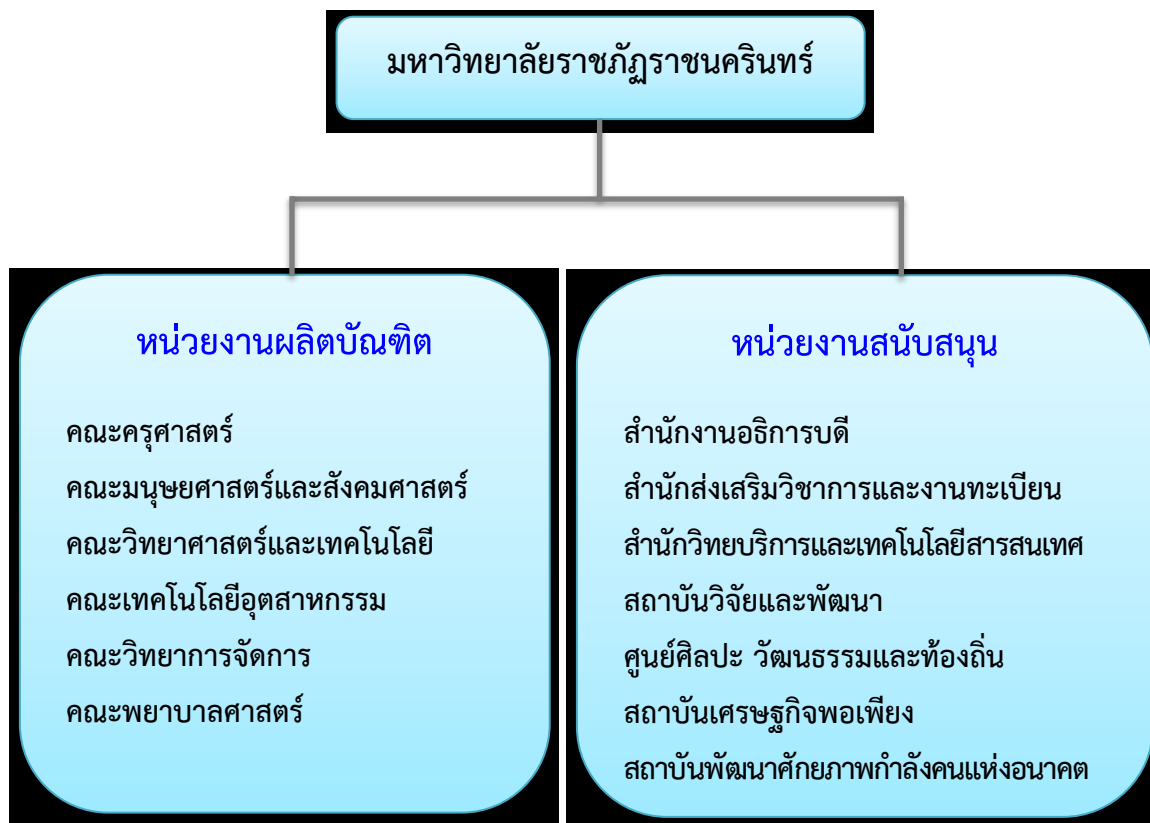 มหาวิทยาลัยราชภัฏราชนครินทร์
หน่วยงานผลิตบัณฑิต
คณะครุศาสตร์
คณะมนุษยศาสตร์และสังคมศาสตร์
คณะวิทยาศาสตร์และเทคโนโลยี
คณะเทคโนโลยีอุตสาหกรรม
คณะวิทยาการจัดการ
คณะพยาบาลศาสตร์
หน่วยงานสนับสนุน
สำนักงานอธิการบดี
สำนักส่งเสริมวิชาการและงานทะเบียน
สำนักวิทยบริการและเทคโนโลยีสารสนเทศ
สถาบันวิจัยและพัฒนา
ศูนย์ศิลปะ วัฒนธรรมและท้องถิ่น
สถาบันเศรษฐกิจพอเพียง
สถาบันพัฒนาศักยภาพกำลังคนแห่งอนาคต